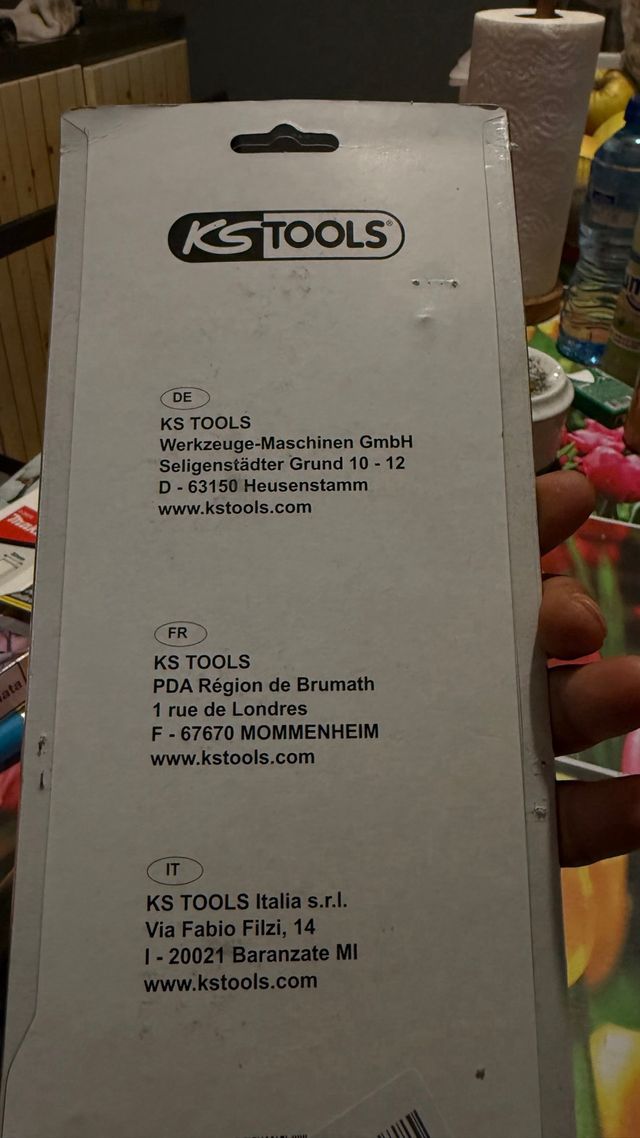 KS TOOLS®
DE
KS TOOLS
Werkzeuge-Maschinen GmbH
Seligenstädter Grund 10 - 12
D - 63150 Heusenstamm
www.kstools.com
FR
KS TOOLS
PDA Région de Brumath
1 rue de Londres
F - 67670 MOMMENHEIM
www.kstools.com
IT
KS TOOLS Italia s.r.l.
Via Fabio Filzi, 14
I - 20021 Baranzate MI
www.kstools.com